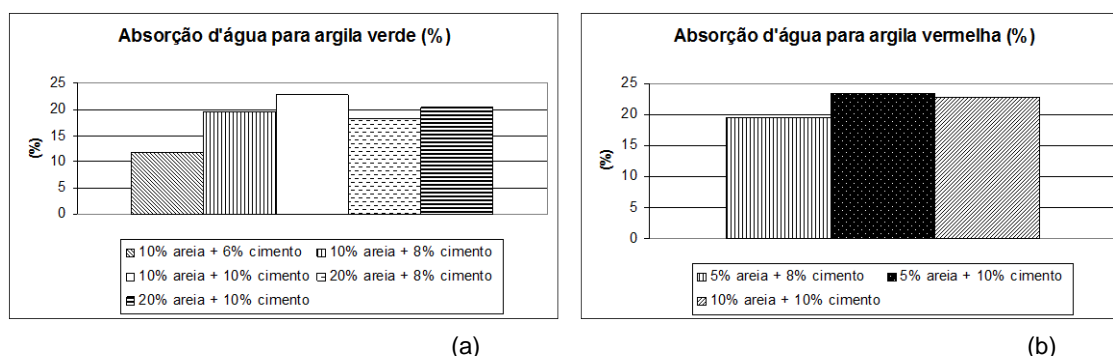 Absorção d'água para argila verde (%)
25
20
15
10
5
0
(%)
10% areia + 6% cimento
10% areia + 8% cimento
10% areia + 10% cimento
20% areia + 8% cimento
20% areia + 10% cimento
(a)
Absorção d'água para argila vermelha (%)
25
20
15
10
5
0
(%)
5% areia + 8% cimento
5% areia + 10% cimento
10% areia + 10% cimento
(b)